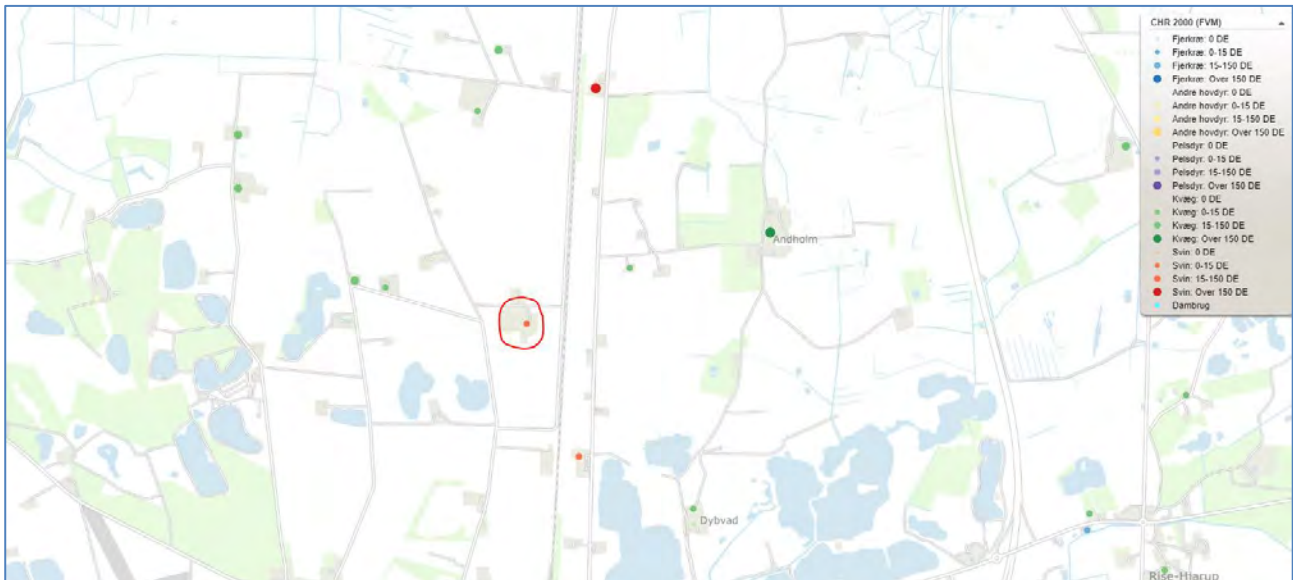 CHR 2000 (FVM)
Fjerkræ: 0 DE
Fjerkræ: 0-15 DE
Fjerkræ: 15-150 DE
Fjerkræ: Over 150 DE
Andre hovdyr: 0 DE
Andre hovdyr: 0-15 DE
Andre hovdyr: 15-150 DE
Andre hovdyr: Over 150 DE
Pelsdyr: 0 DE
Pelsdyr: 0-15 DE
Pelsdyr: 15-150 DE
Pelsdyr: Over 150 DE
Kvæg: 0 DE
Kvæg: 0-15 DE
Kvæg: 15-150 DE
Kvæg: Over 150 DE
Svin: 0 DE
Svin: 0-15 DE
Svin: 15-150 DE
Svin: Over 150 DE
Dambrug
Andholm
Dybvad
Rise-Hjarup